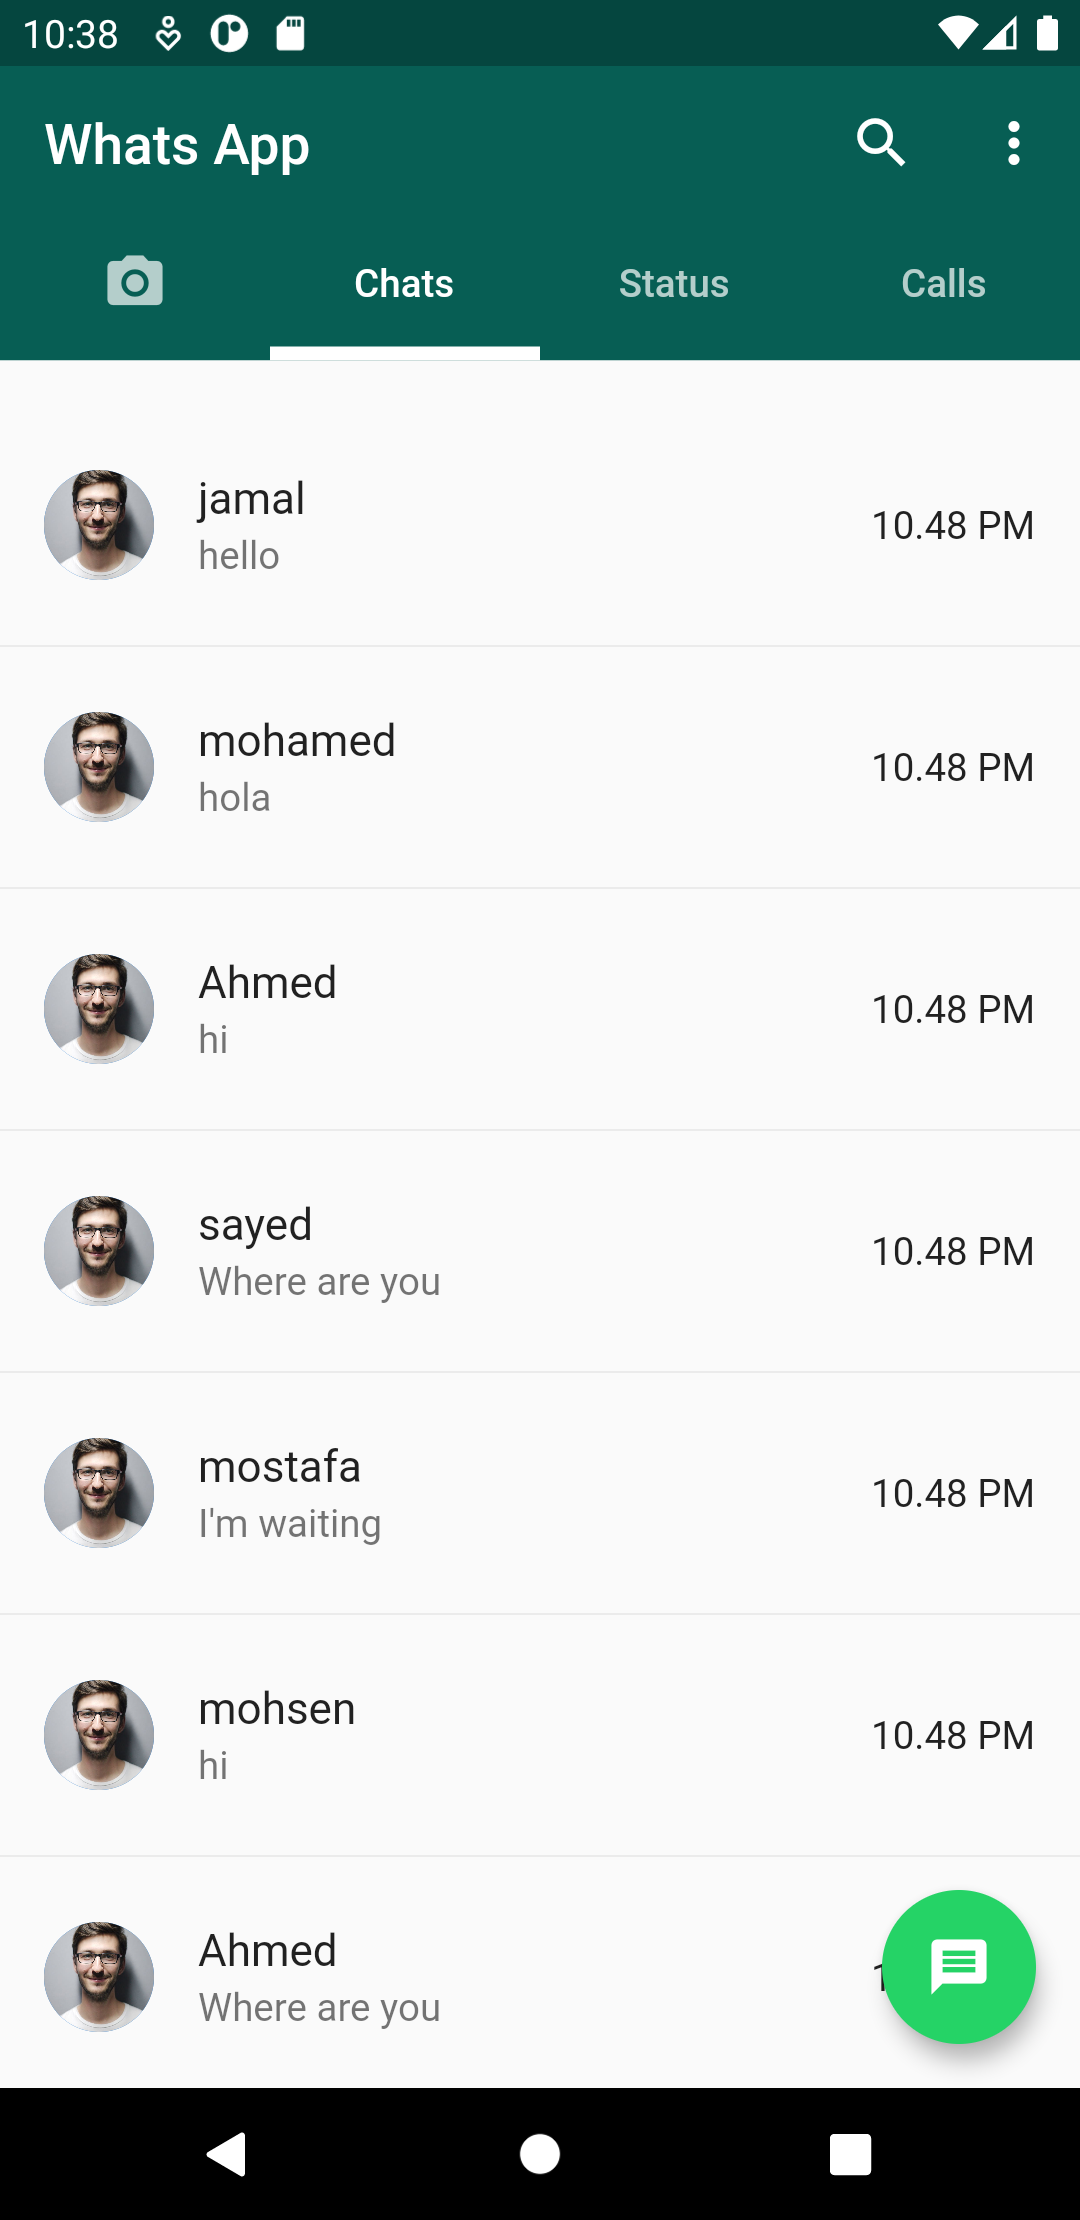 10:38
Whats App
Chats Status Calls
jamal
hello
10.48 PM
mohamed
hola
10.48 PM
Ahmed
hi
10.48 PM
sayed
Where are you
10.48 PM
mostafa
I'm waiting
10.48 PM
mohsen
hi
10.48 PM
Ahmed
Where are you